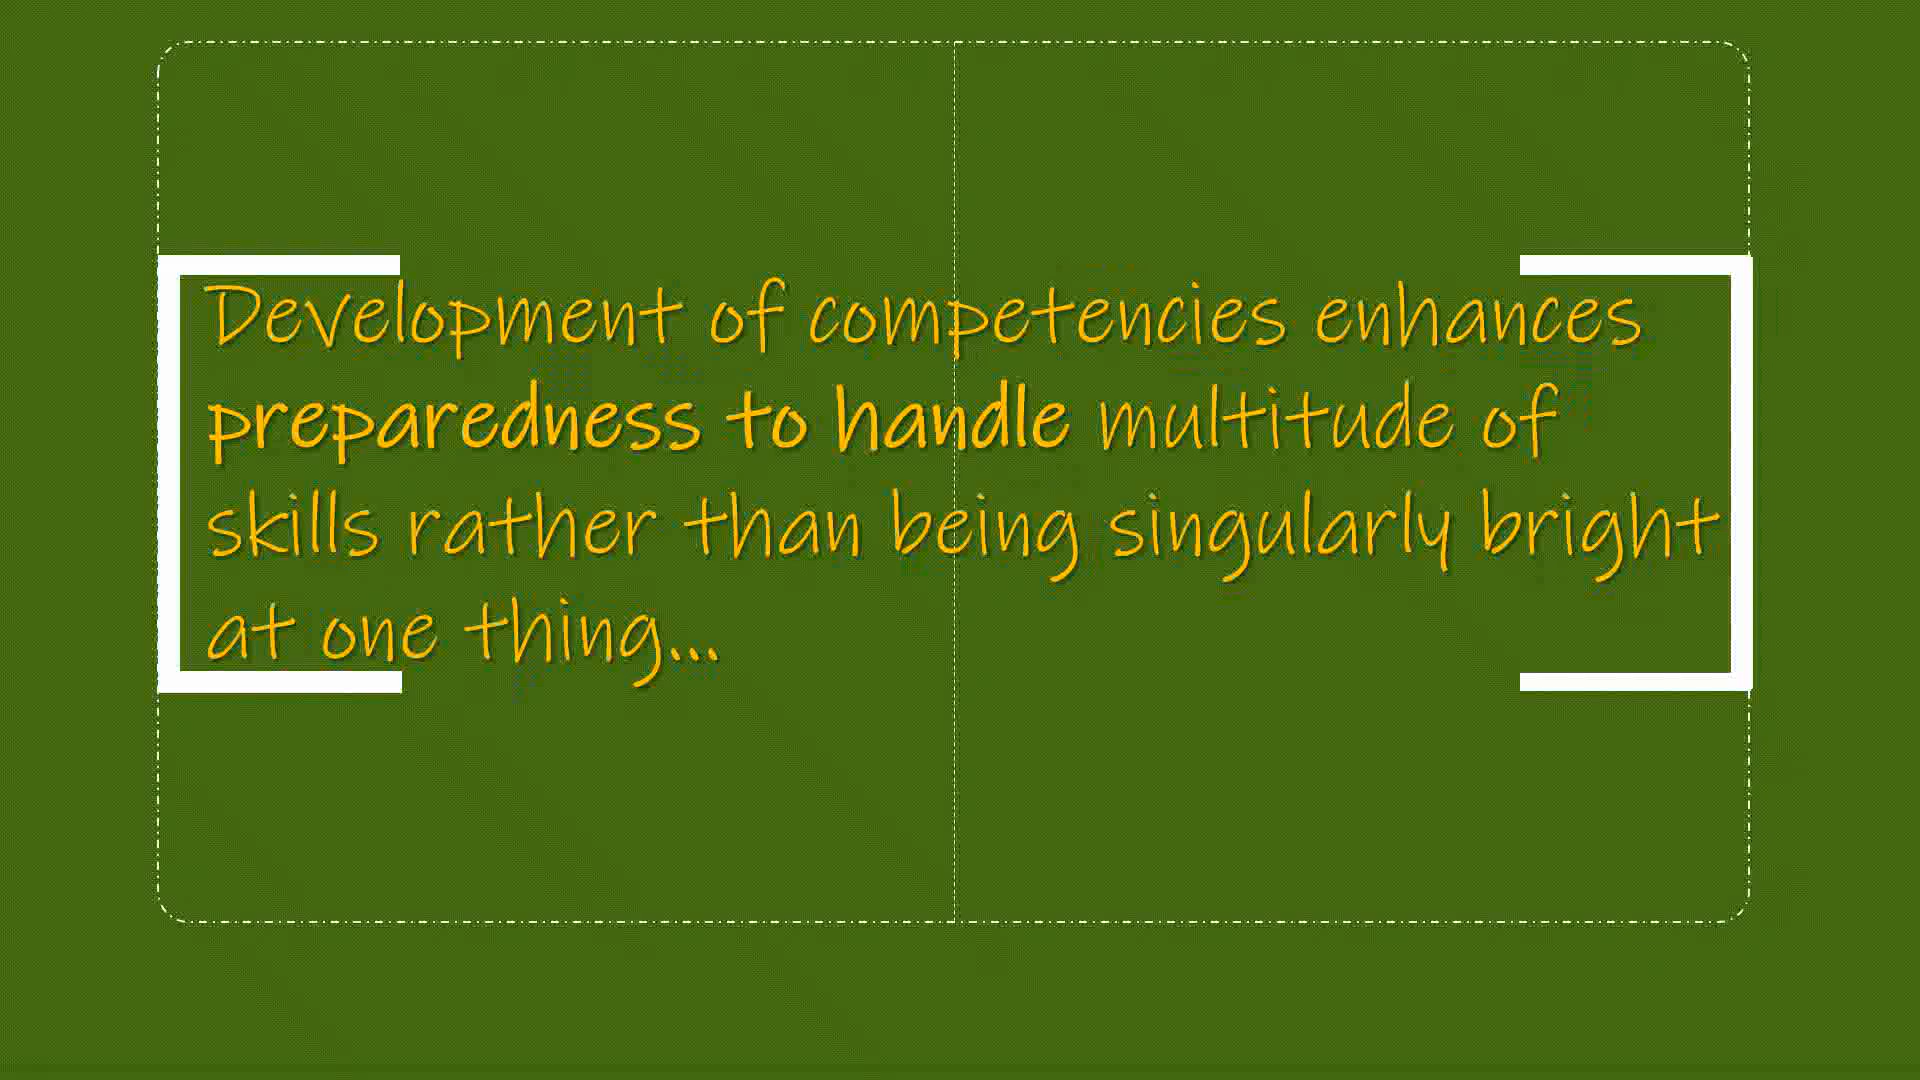 Development of competencies enhances
preparedness to handle multitude of
skills rather than being singularly bright
at one thing...